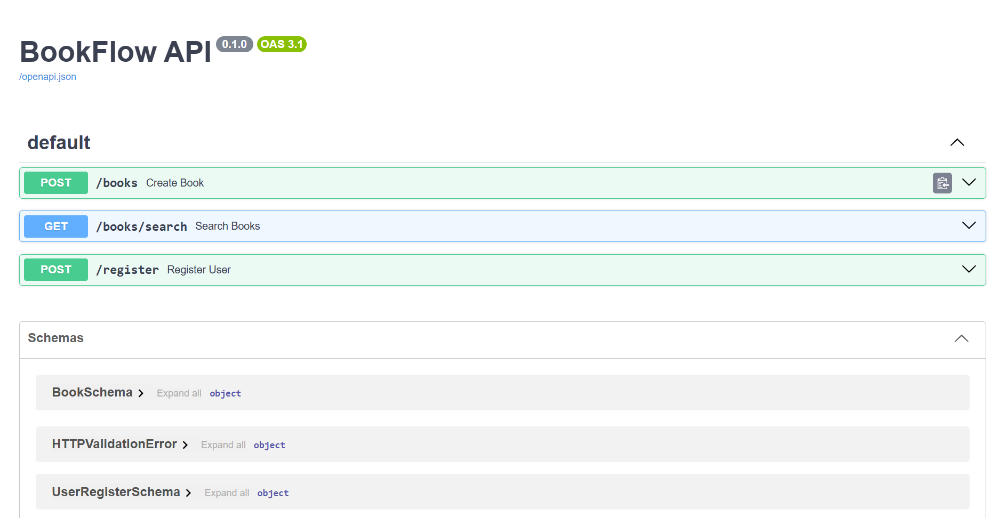 BookFlow API 0.1.0 OAS 3.1
/openapi.json
default
POST /books Create Book
GET /books/search Search Books
POST /register Register User
Schemas
BookSchema Expand all object
HTTPValidationError Expand all object
UserRegisterSchema Expand all object